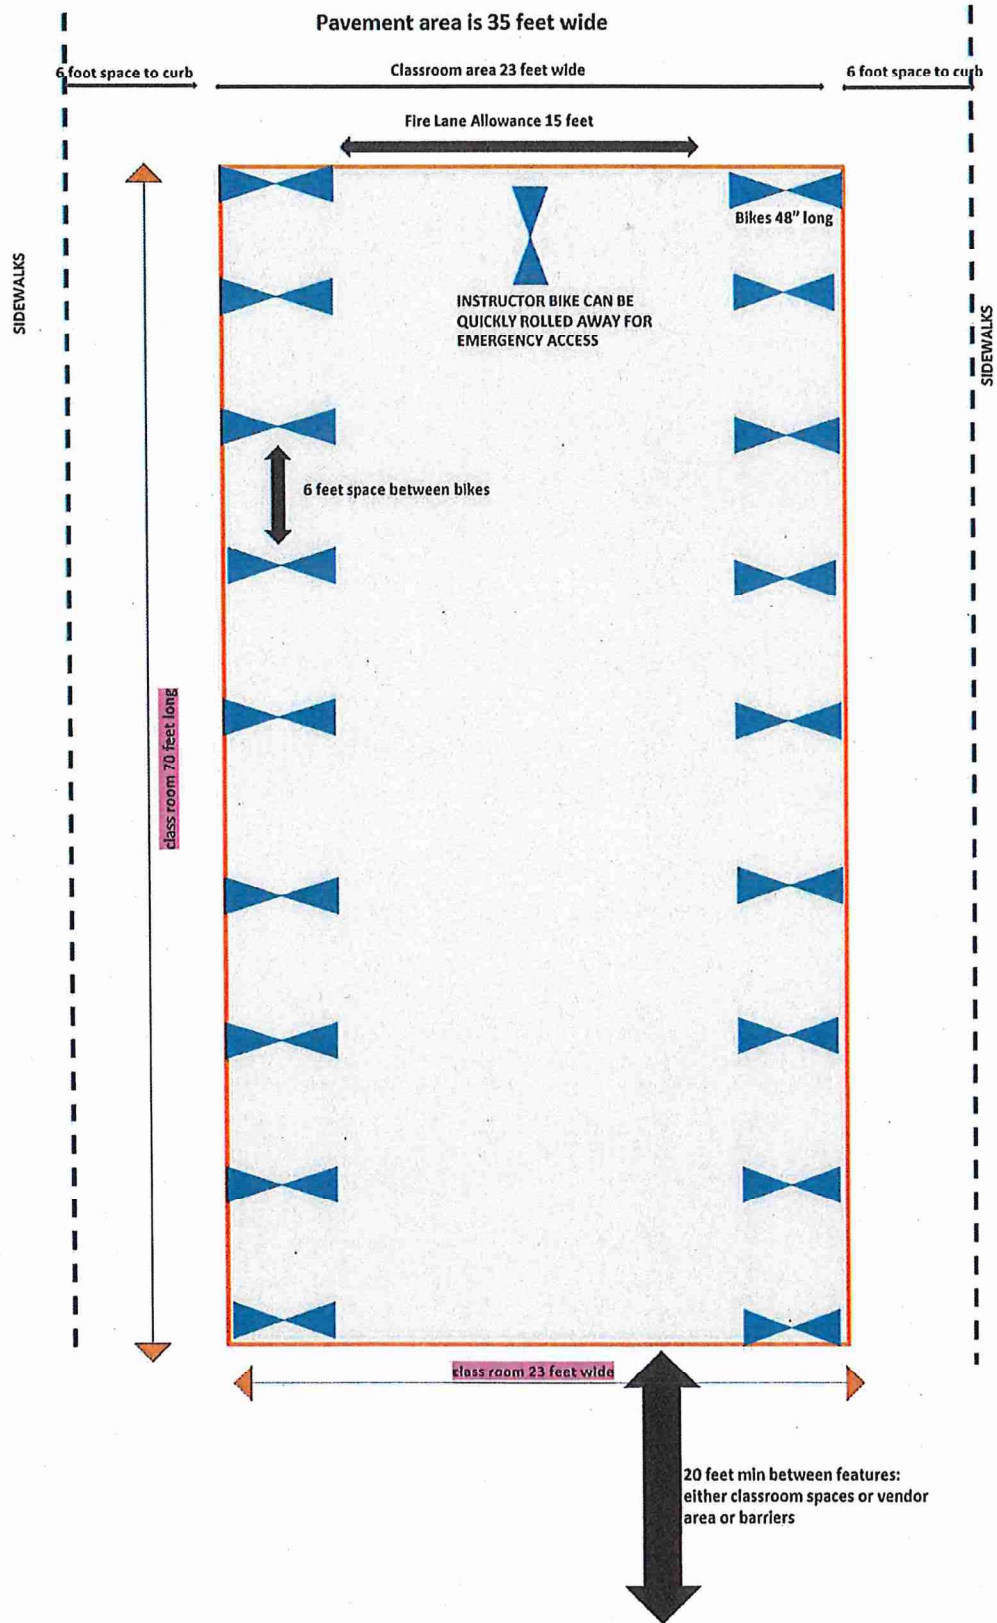 Pavement area is 35 feet wide
6 foot space to curb
Classroom area 23 feet wide
6 foot space to curb
Fire Lane Allowance 15 feet
Bikes 48" long
SIDEWALKS
INSTRUCTOR BIKE CAN BE
QUICKLY ROLLED AWAY FOR
EMERGENCY ACCESS
SIDEWALKS
6 feet space between bikes
class room 70 feet long
class room 23 feet wide
20 feet min between features:
either classroom spaces or vendor
area or barriers